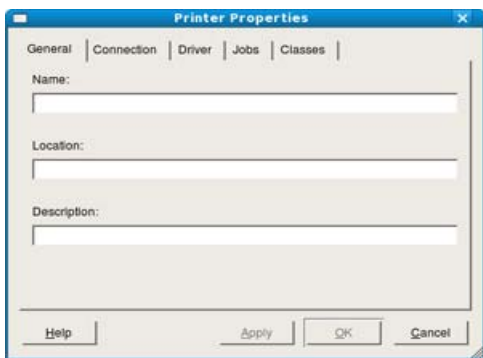 Printer Properties
General Connection Driver Jobs Classes
Name:
Location:
Description:
Help Apply OK Cancel